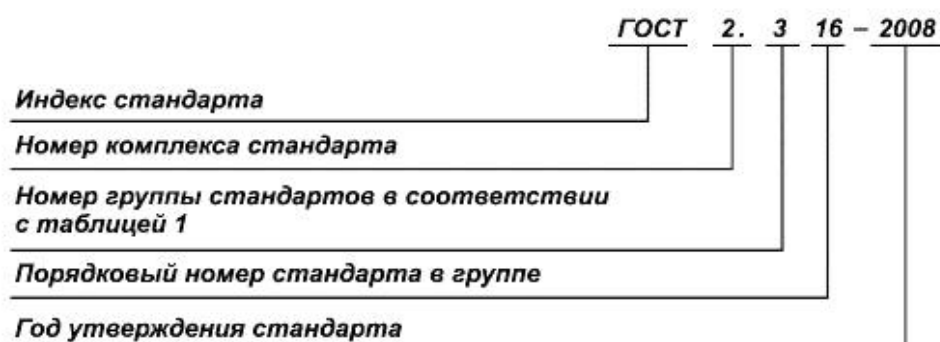 ГОСТ 2. 3 16 – 2008
Индекс стандарта
Номер комплекса стандарта
Номер группы стандартов в соответствии
с таблицей 1
Порядковый номер стандарта в группе
Год утверждения стандарта